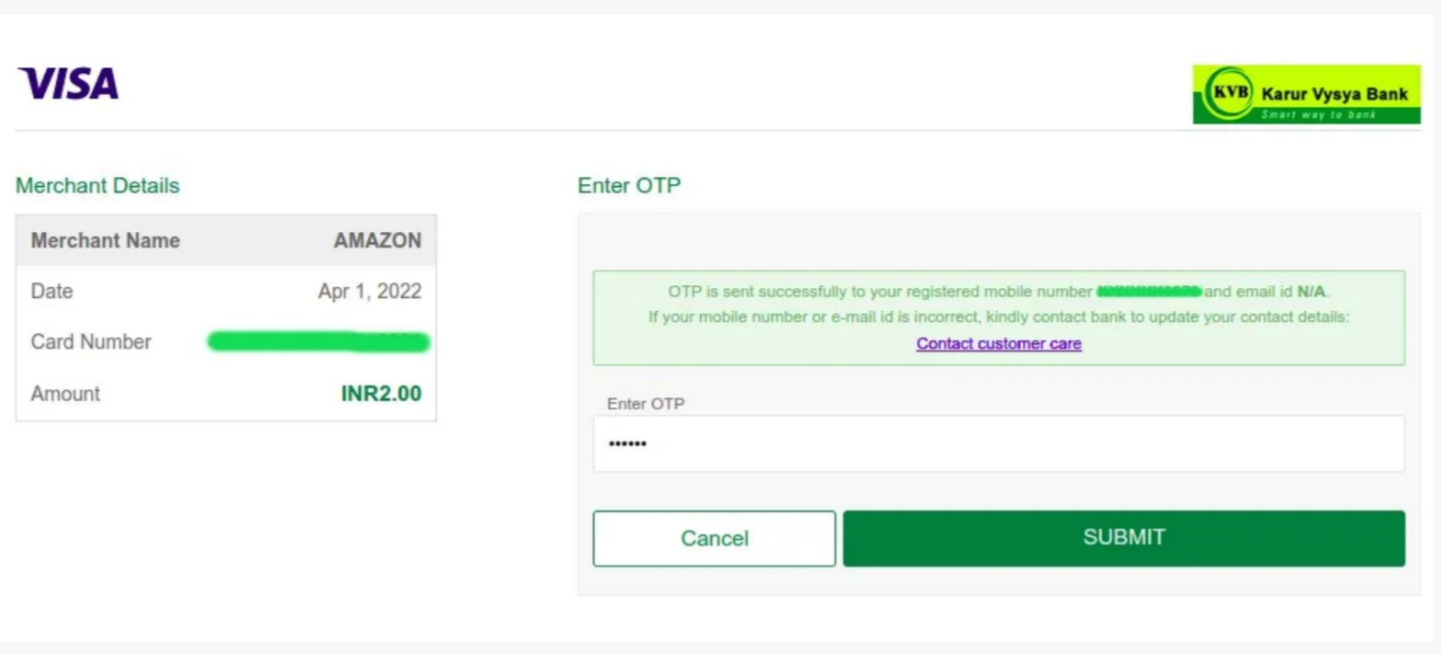 VISA
KVB Karur Vysya Bank
Smart way to bank
Merchant Details
Merchant Name AMAZON
Date Apr 1, 2022
Card Number
Amount INR2.00
Enter OTP
OTP is sent successfully to your registered mobile number and email id N/A.
If your mobile number or e-mail id is incorrect, kindly contact bank to update your contact details:
Contact customer care
Enter OTP
••••••
Cancel SUBMIT